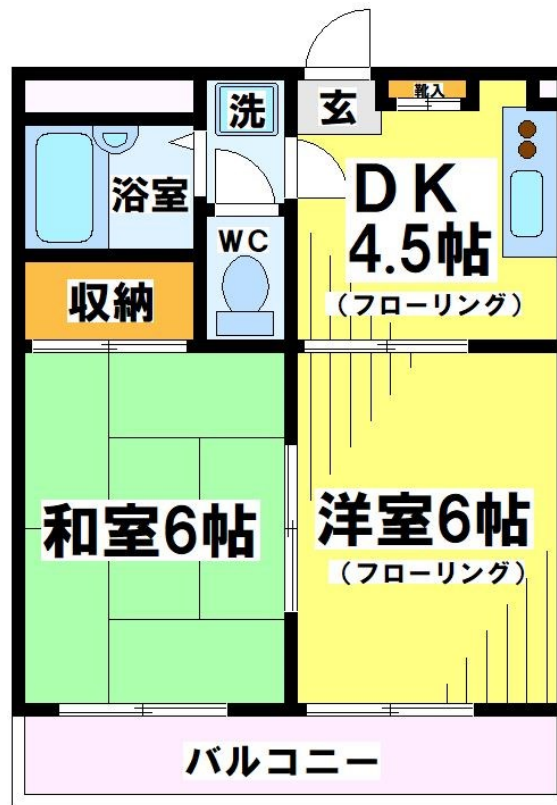 洗
玄
靴入
浴室
DK
4.5帖
(フローリング)
WC
収納
和室6帖
洋室6帖
(フローリング)
バルコニー